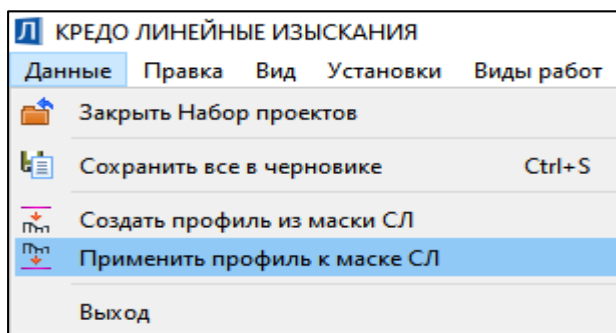 Л КРЕДО ЛИНЕЙНЫЕ ИЗЫСКАНИЯ
Данные Правка Вид Установки Виды работ
Закрыть Набор проектов
Сохранить все в черновике Ctrl+S
Создать профиль из маски СЛ
Применить профиль к маске СЛ
Выход